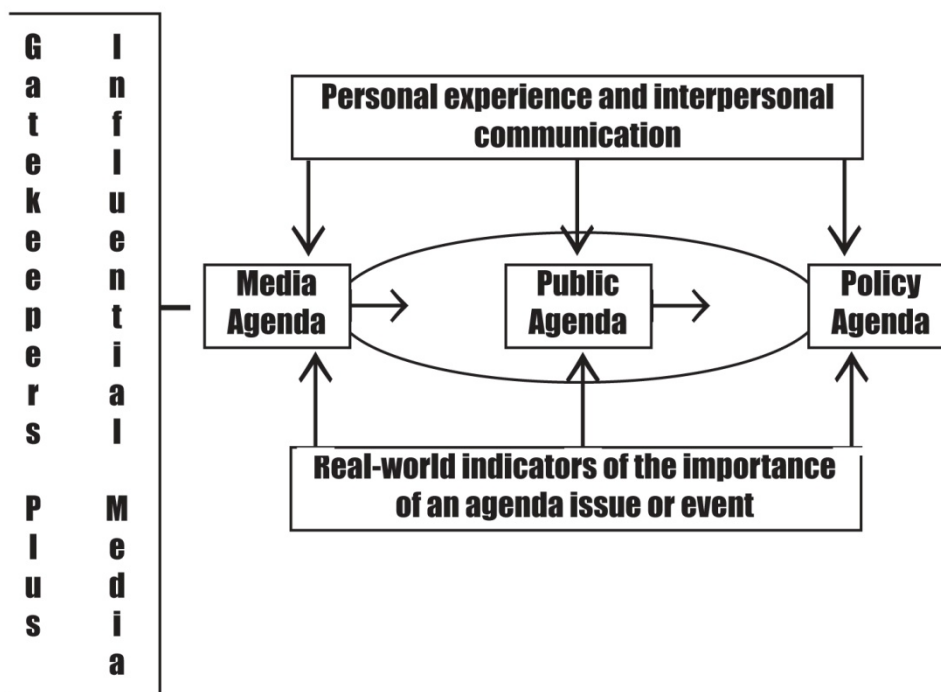 Gatekeepers Plus
Influential Media
Personal experience and interpersonal
communication
Media
Agenda
Public
Agenda
Policy
Agenda
Real-world indicators of the importance
of an agenda issue or event